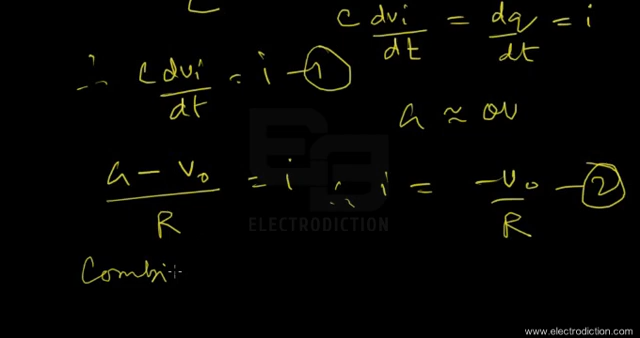 C dvi/dt = dq/dt = i
∴ C dvi/dt = i — ①
a ≃ 0V
a - v₀/R = i ∴ i = -v₀/R — ②
ELECTRODICTION
Combi
www.electrodiction.com